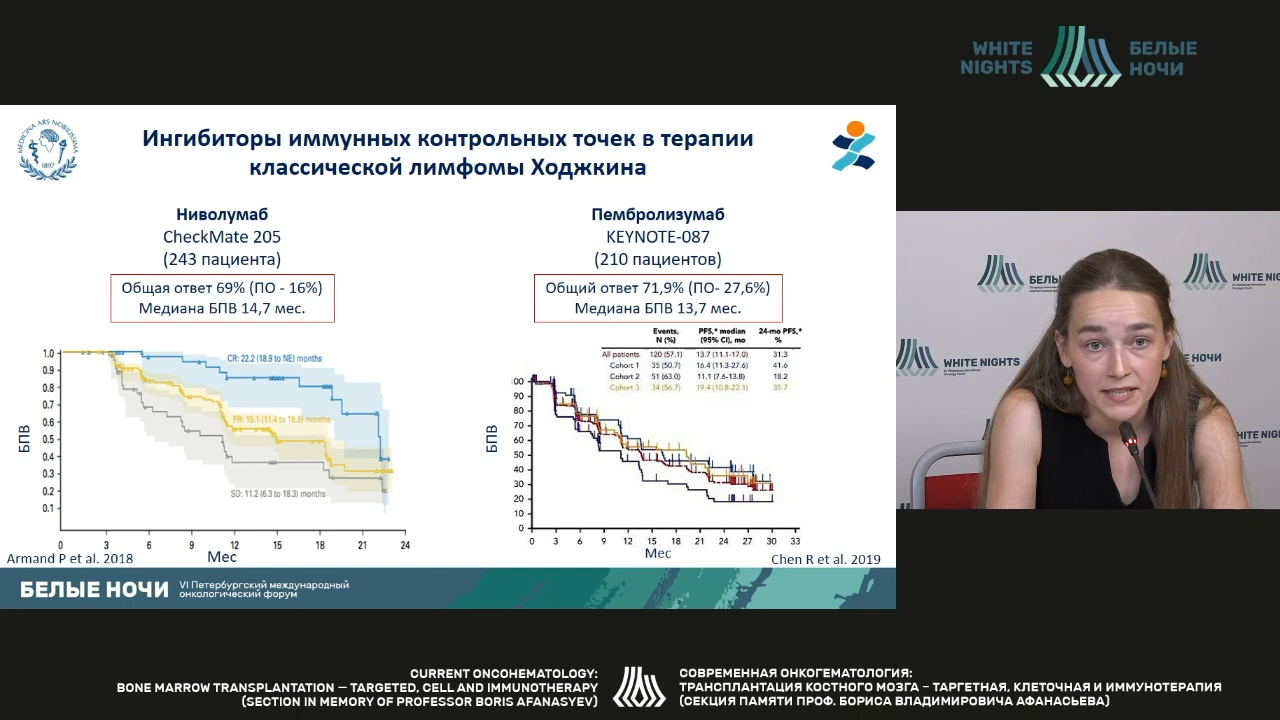 WHITE
NIGHTS
БЕЛЫЕ
НОЧИ
MEDICINA ARS NOBILISSIMA
1897
Ингибиторы иммунных контрольных точек в терапии
классической лимфомы Ходжкина
Ниволумаб
CheckMate 205
(243 пациента)
Общая ответ 69% (ПО - 16%)
Медиана БПВ 14,7 мес.
Пембролизумаб
KEYNOTE-087
(210 пациентов)
Общий ответ 71,9% (ПО- 27,6%)
Медиана БПВ 13,7 мес.
БПВ
1.0
0.9
0.8
0.7
0.6
0.5
0.4
0.3
0.2
0.1
CR: 22.2 (18.9 to NE) months
PR: 15.1 (11.4 to 18.9) months
SD: 11.2 (6.3 to 18.3) months
0 3 6 9 12 15 18 21 24
Мес
Armand P et al. 2018
Events, PFS,* median 24-mo PFS,*
N (%) (95% CI), mo %
All patients 120 (57.1) 13.7 (11.1-17.0) 31.3
Cohort 1 35 (50.7) 16.4 (11.3-27.6) 41.6
Cohort 2 51 (63.0) 11.1 (7.6-13.8) 18.2
Cohort 3 34 (56.7) 19.4 (10.8-22.1) 35.7
БПВ
00
90
80
70
60
50
40
30
20
10
0
0 3 6 9 12 15 18 21 24 27 30 33
Мес
Chen R et al. 2019
БЕЛЫЕ НОЧИ
VI Петербургский международный
онкологический форум
WHITE NIGHTS
WHITE NIGHTS
CURRENT ONCOHEMATOLOGY:
BONE MARROW TRANSPLANTATION – TARGETED, CELL AND IMMUNOTHERAPY
(SECTION IN MEMORY OF PROFESSOR BORIS AFANASYEV)
СОВРЕМЕННАЯ ОНКОГЕМАТОЛОГИЯ:
ТРАНСПЛАНТАЦИЯ КОСТНОГО МОЗГА – ТАРГЕТНАЯ, КЛЕТОЧНАЯ И ИММУНОТЕРАПИЯ
(СЕКЦИЯ ПАМЯТИ ПРОФ. БОРИСА ВЛАДИМИРОВИЧА АФАНАСЬЕВА)